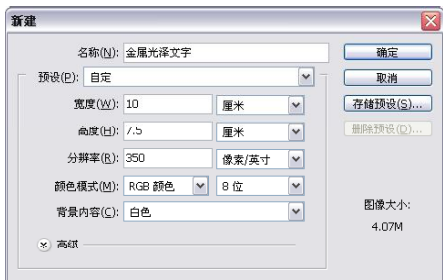 新建
名称(N): 金属光泽文字
确定
预设(P): 自定
取消
宽度(W): 10 厘米
存储预设(S)...
高度(H): 7.5 厘米
删除预设(D)...
分辨率(R): 350 像素/英寸
颜色模式(M): RGB 颜色 8 位
图像大小:
背景内容(C): 白色
4.07M
高级